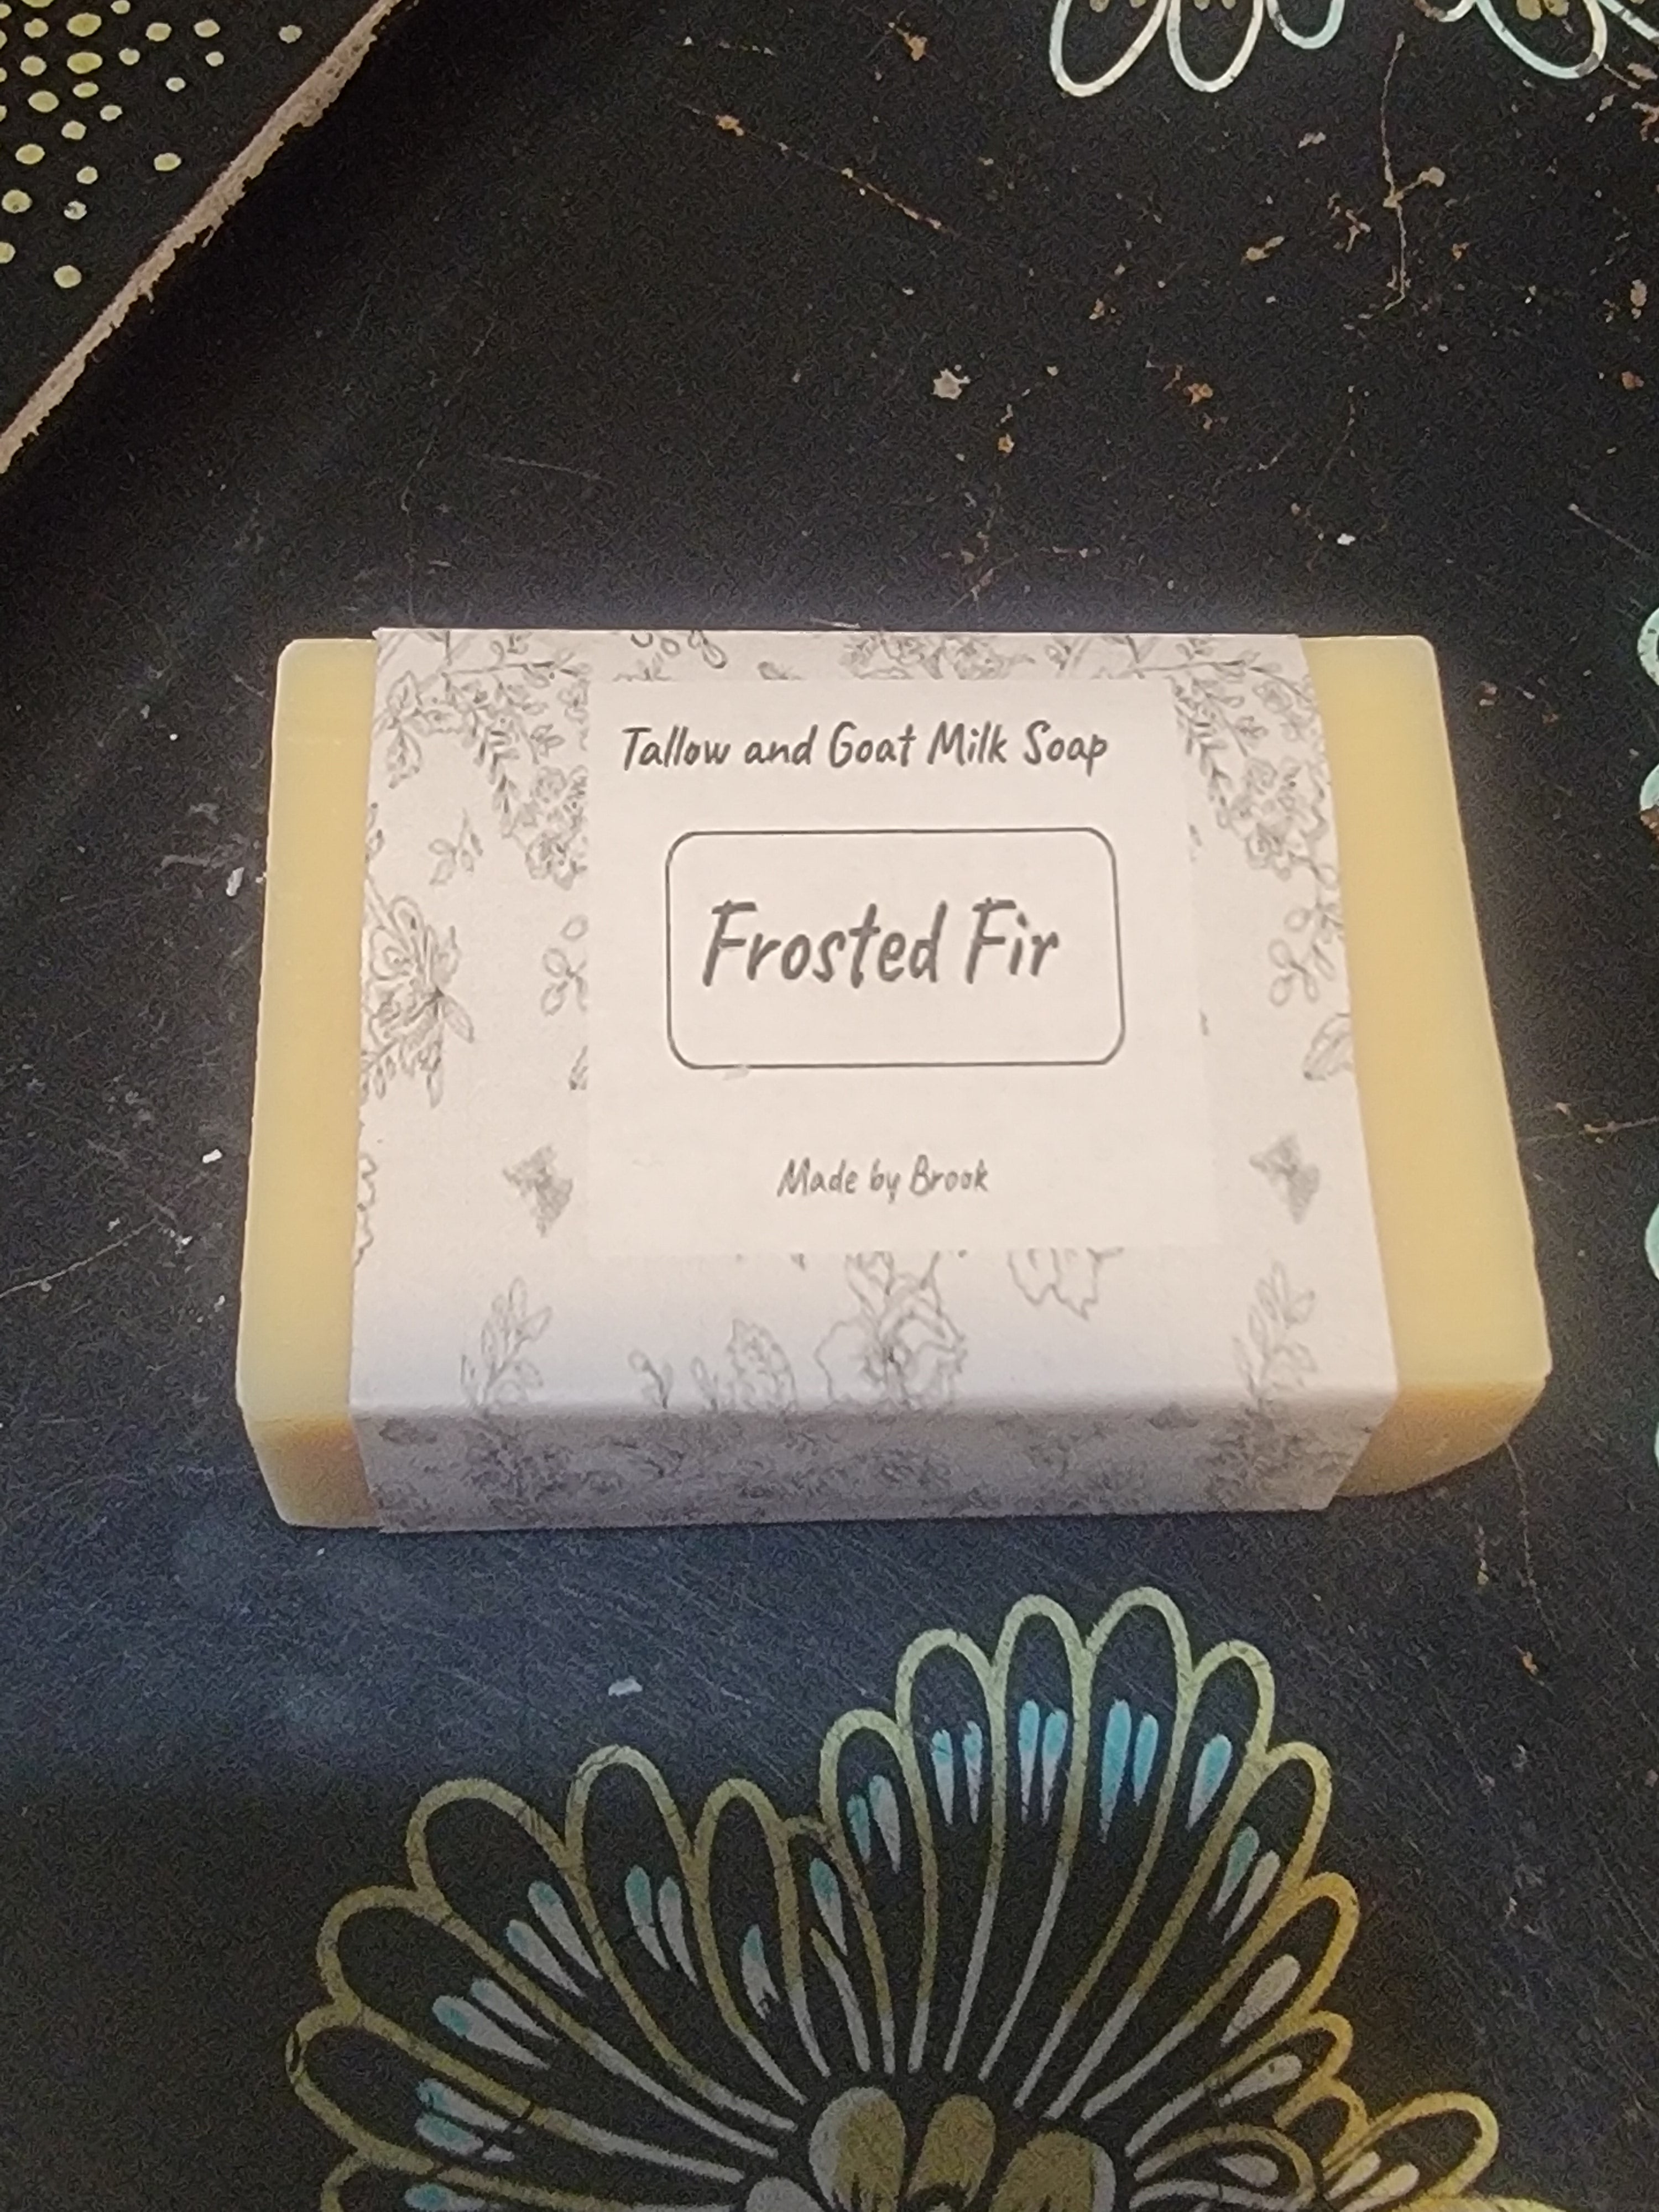 Tallow and Goat Milk Soap
Frosted Fir
Made by Brook